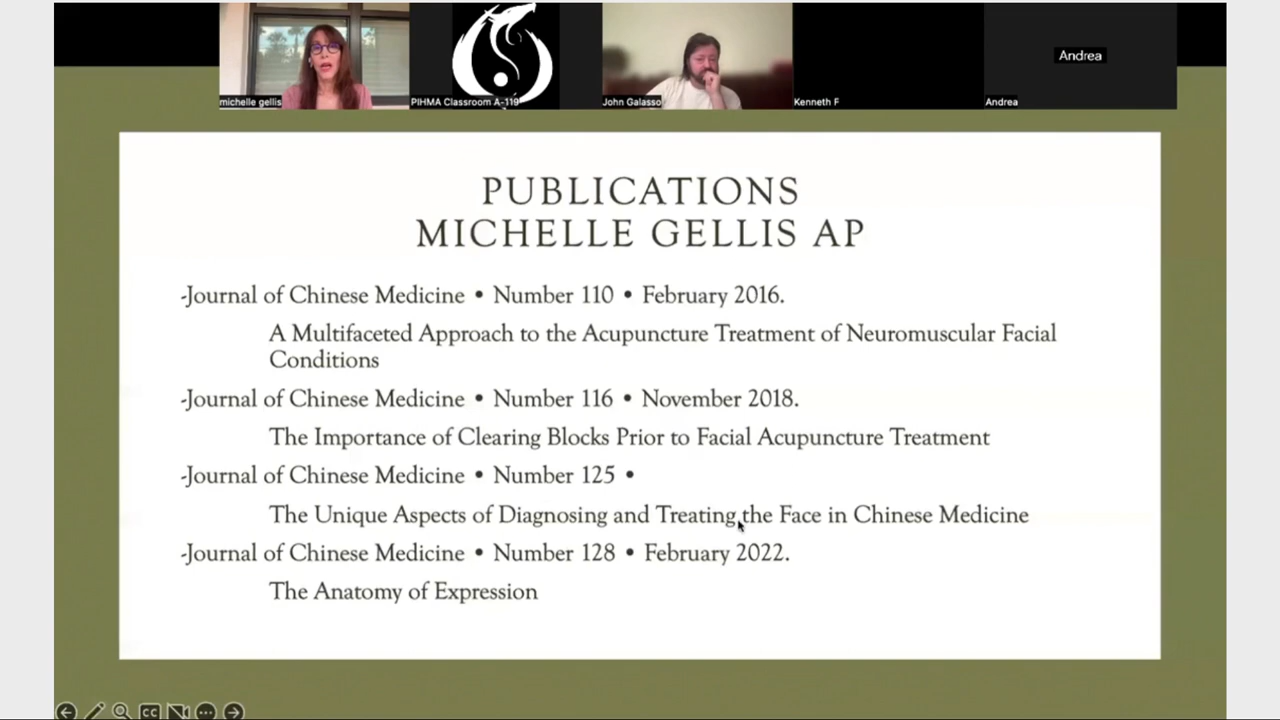 Andrea
michelle gellis
PIHMA Classroom A-119
John Galasso
Kenneth F
Andrea
PUBLICATIONS
MICHELLE GELLIS AP
-Journal of Chinese Medicine • Number 110 • February 2016.
A Multifaceted Approach to the Acupuncture Treatment of Neuromuscular Facial
Conditions
-Journal of Chinese Medicine • Number 116 • November 2018.
The Importance of Clearing Blocks Prior to Facial Acupuncture Treatment
-Journal of Chinese Medicine • Number 125 •
The Unique Aspects of Diagnosing and Treating the Face in Chinese Medicine
-Journal of Chinese Medicine • Number 128 • February 2022.
The Anatomy of Expression
CC